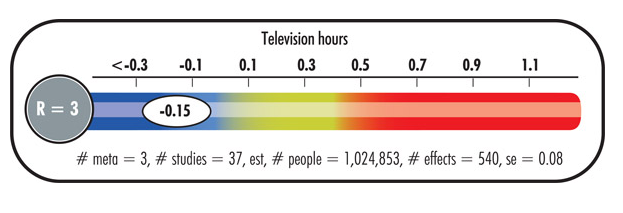 Television hours
<-0.3 -0.1 0.1 0.3 0.5 0.7 0.9 1.1
R = 3
-0.15
# meta = 3, # studies = 37, est, # people = 1,024,853, # effects = 540, se = 0.08